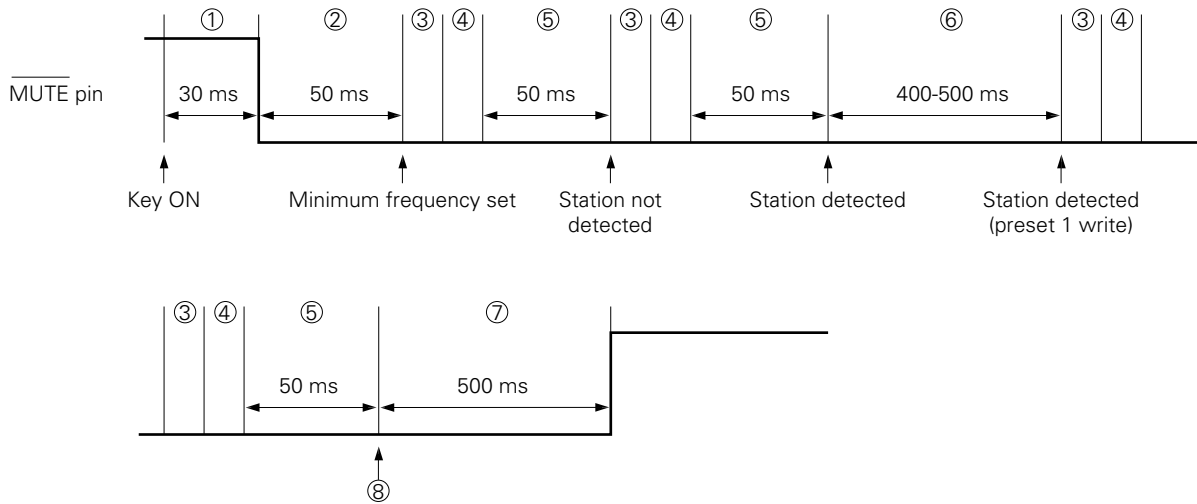 ① ② ③ ④ ⑤ ③ ④ ⑤ ⑥ ③ ④
MUTE pin
30 ms 50 ms 50 ms 50 ms 400-500 ms
Key ON Minimum frequency set Station not detected Station detected Station detected (preset 1 write)
③ ④ ⑤ ⑦
50 ms 500 ms
⑧